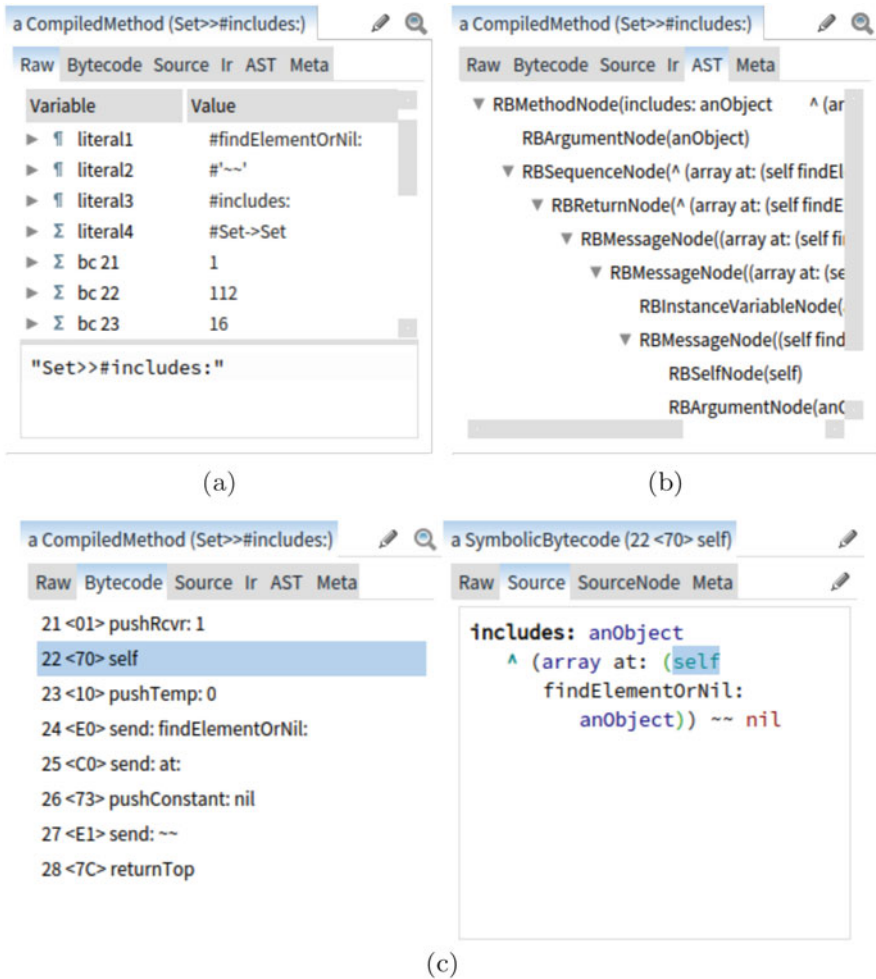 a CompiledMethod (Set>>#includes:)
Raw Bytecode Source Ir AST Meta
Variable Value
▶ ¶ literal1 #findElementOrNil:
▶ ¶ literal2 #'~~'
▶ ¶ literal3 #includes:
▶ Σ literal4 #Set->Set
▶ Σ bc 21 1
▶ Σ bc 22 112
▶ Σ bc 23 16
"Set>>#includes:"
(a)
a CompiledMethod (Set>>#includes:)
Raw Bytecode Source Ir AST Meta
▼ RBMethodNode(includes: anObject ^ (ar
RBArgumentNode(anObject)
▼ RBSequenceNode(^ (array at: (self findEl
▼ RBReturnNode(^ (array at: (self findE
▼ RBMessageNode((array at: (self fi
▼ RBMessageNode((array at: (se
RBInstanceVariableNode(
▼ RBMessageNode((self find
RBSelfNode(self)
RBArgumentNode(anO
(b)
a CompiledMethod (Set>>#includes:)
Raw Bytecode Source Ir AST Meta
21 <01> pushRcvr: 1
22 <70> self
23 <10> pushTemp: 0
24 <E0> send: findElementOrNil:
25 <C0> send: at:
26 <73> pushConstant: nil
27 <E1> send: ~~
28 <7C> returnTop
a SymbolicBytecode (22 <70> self)
Raw Source SourceNode Meta
includes: anObject
^ (array at: (self
findElementOrNil:
anObject)) ~~ nil
(c)